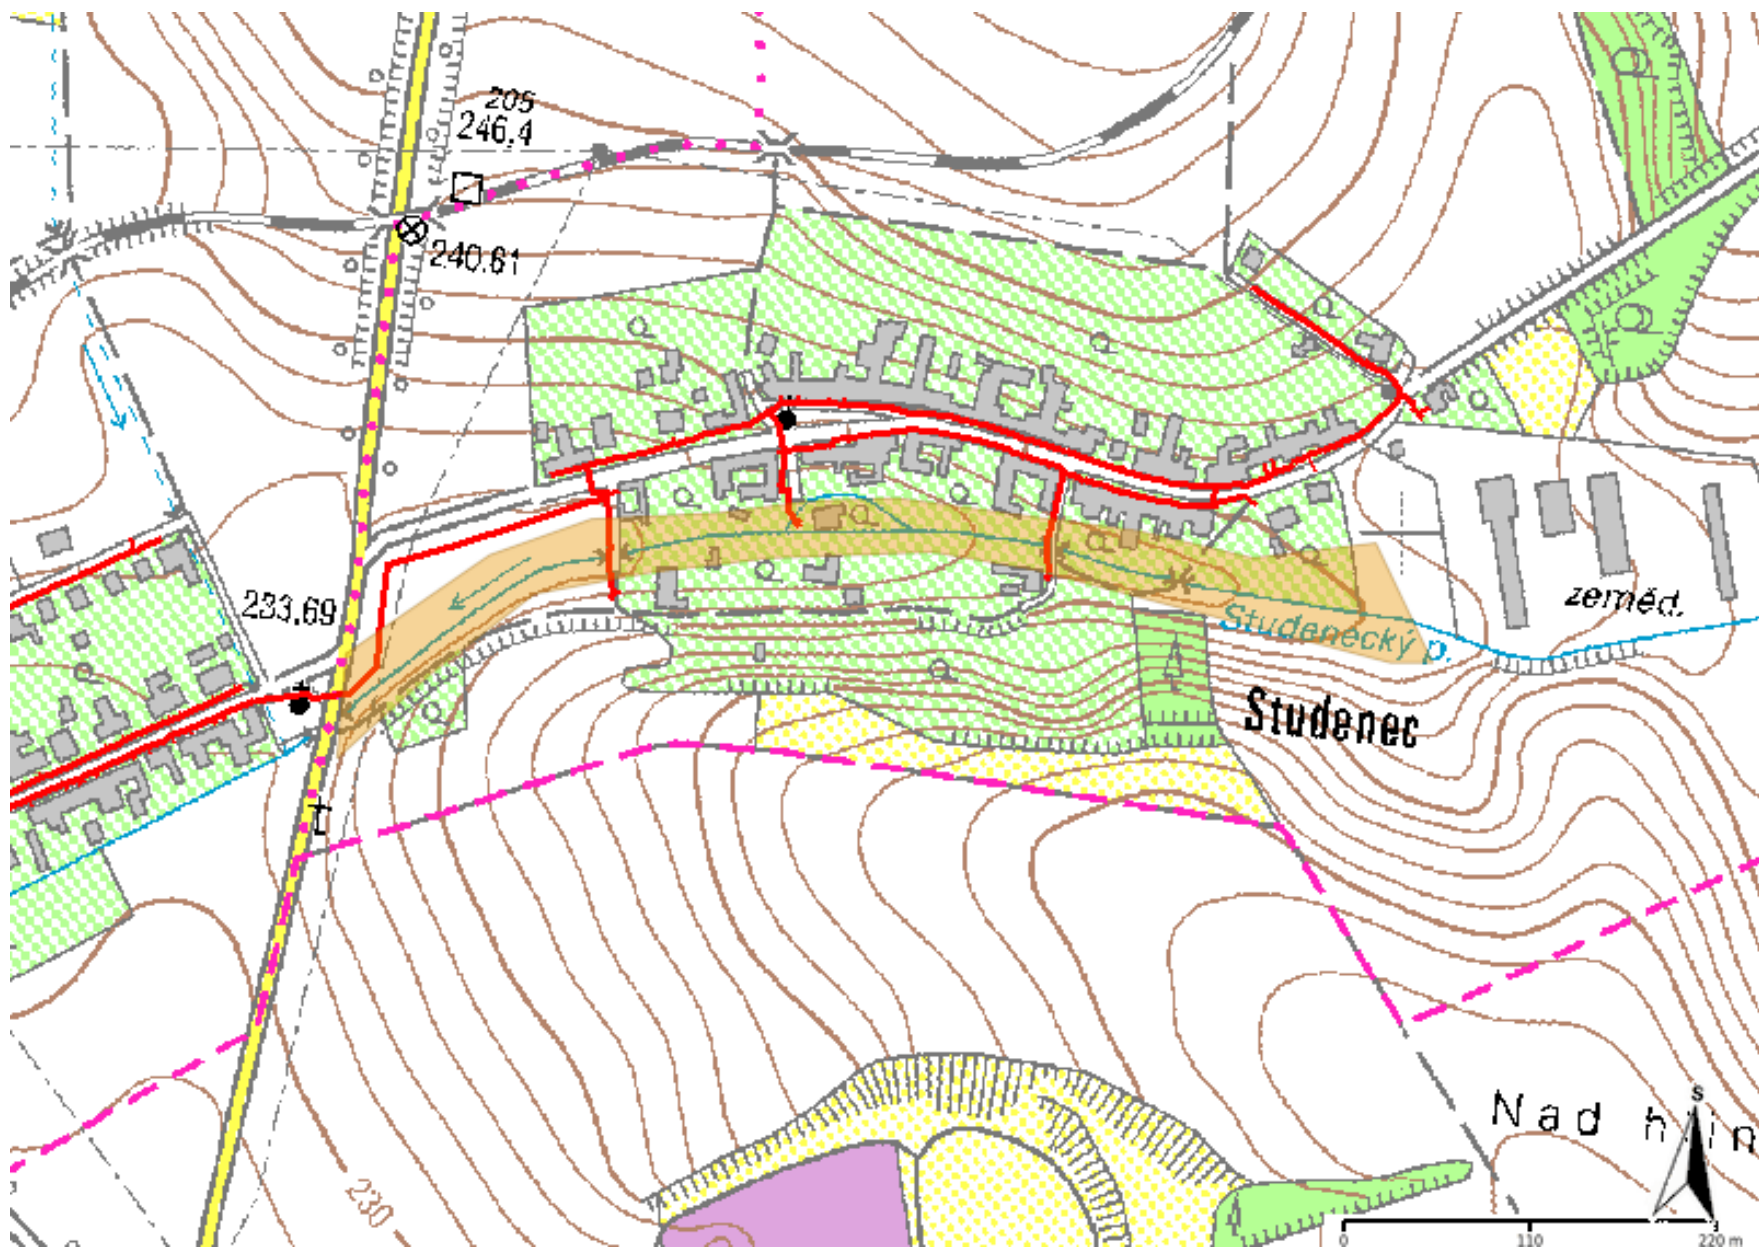 205
246.4
240.61
233.69
zeměd.
Studenecký p.
Studenec
230
Nad
S
0 110 220 m